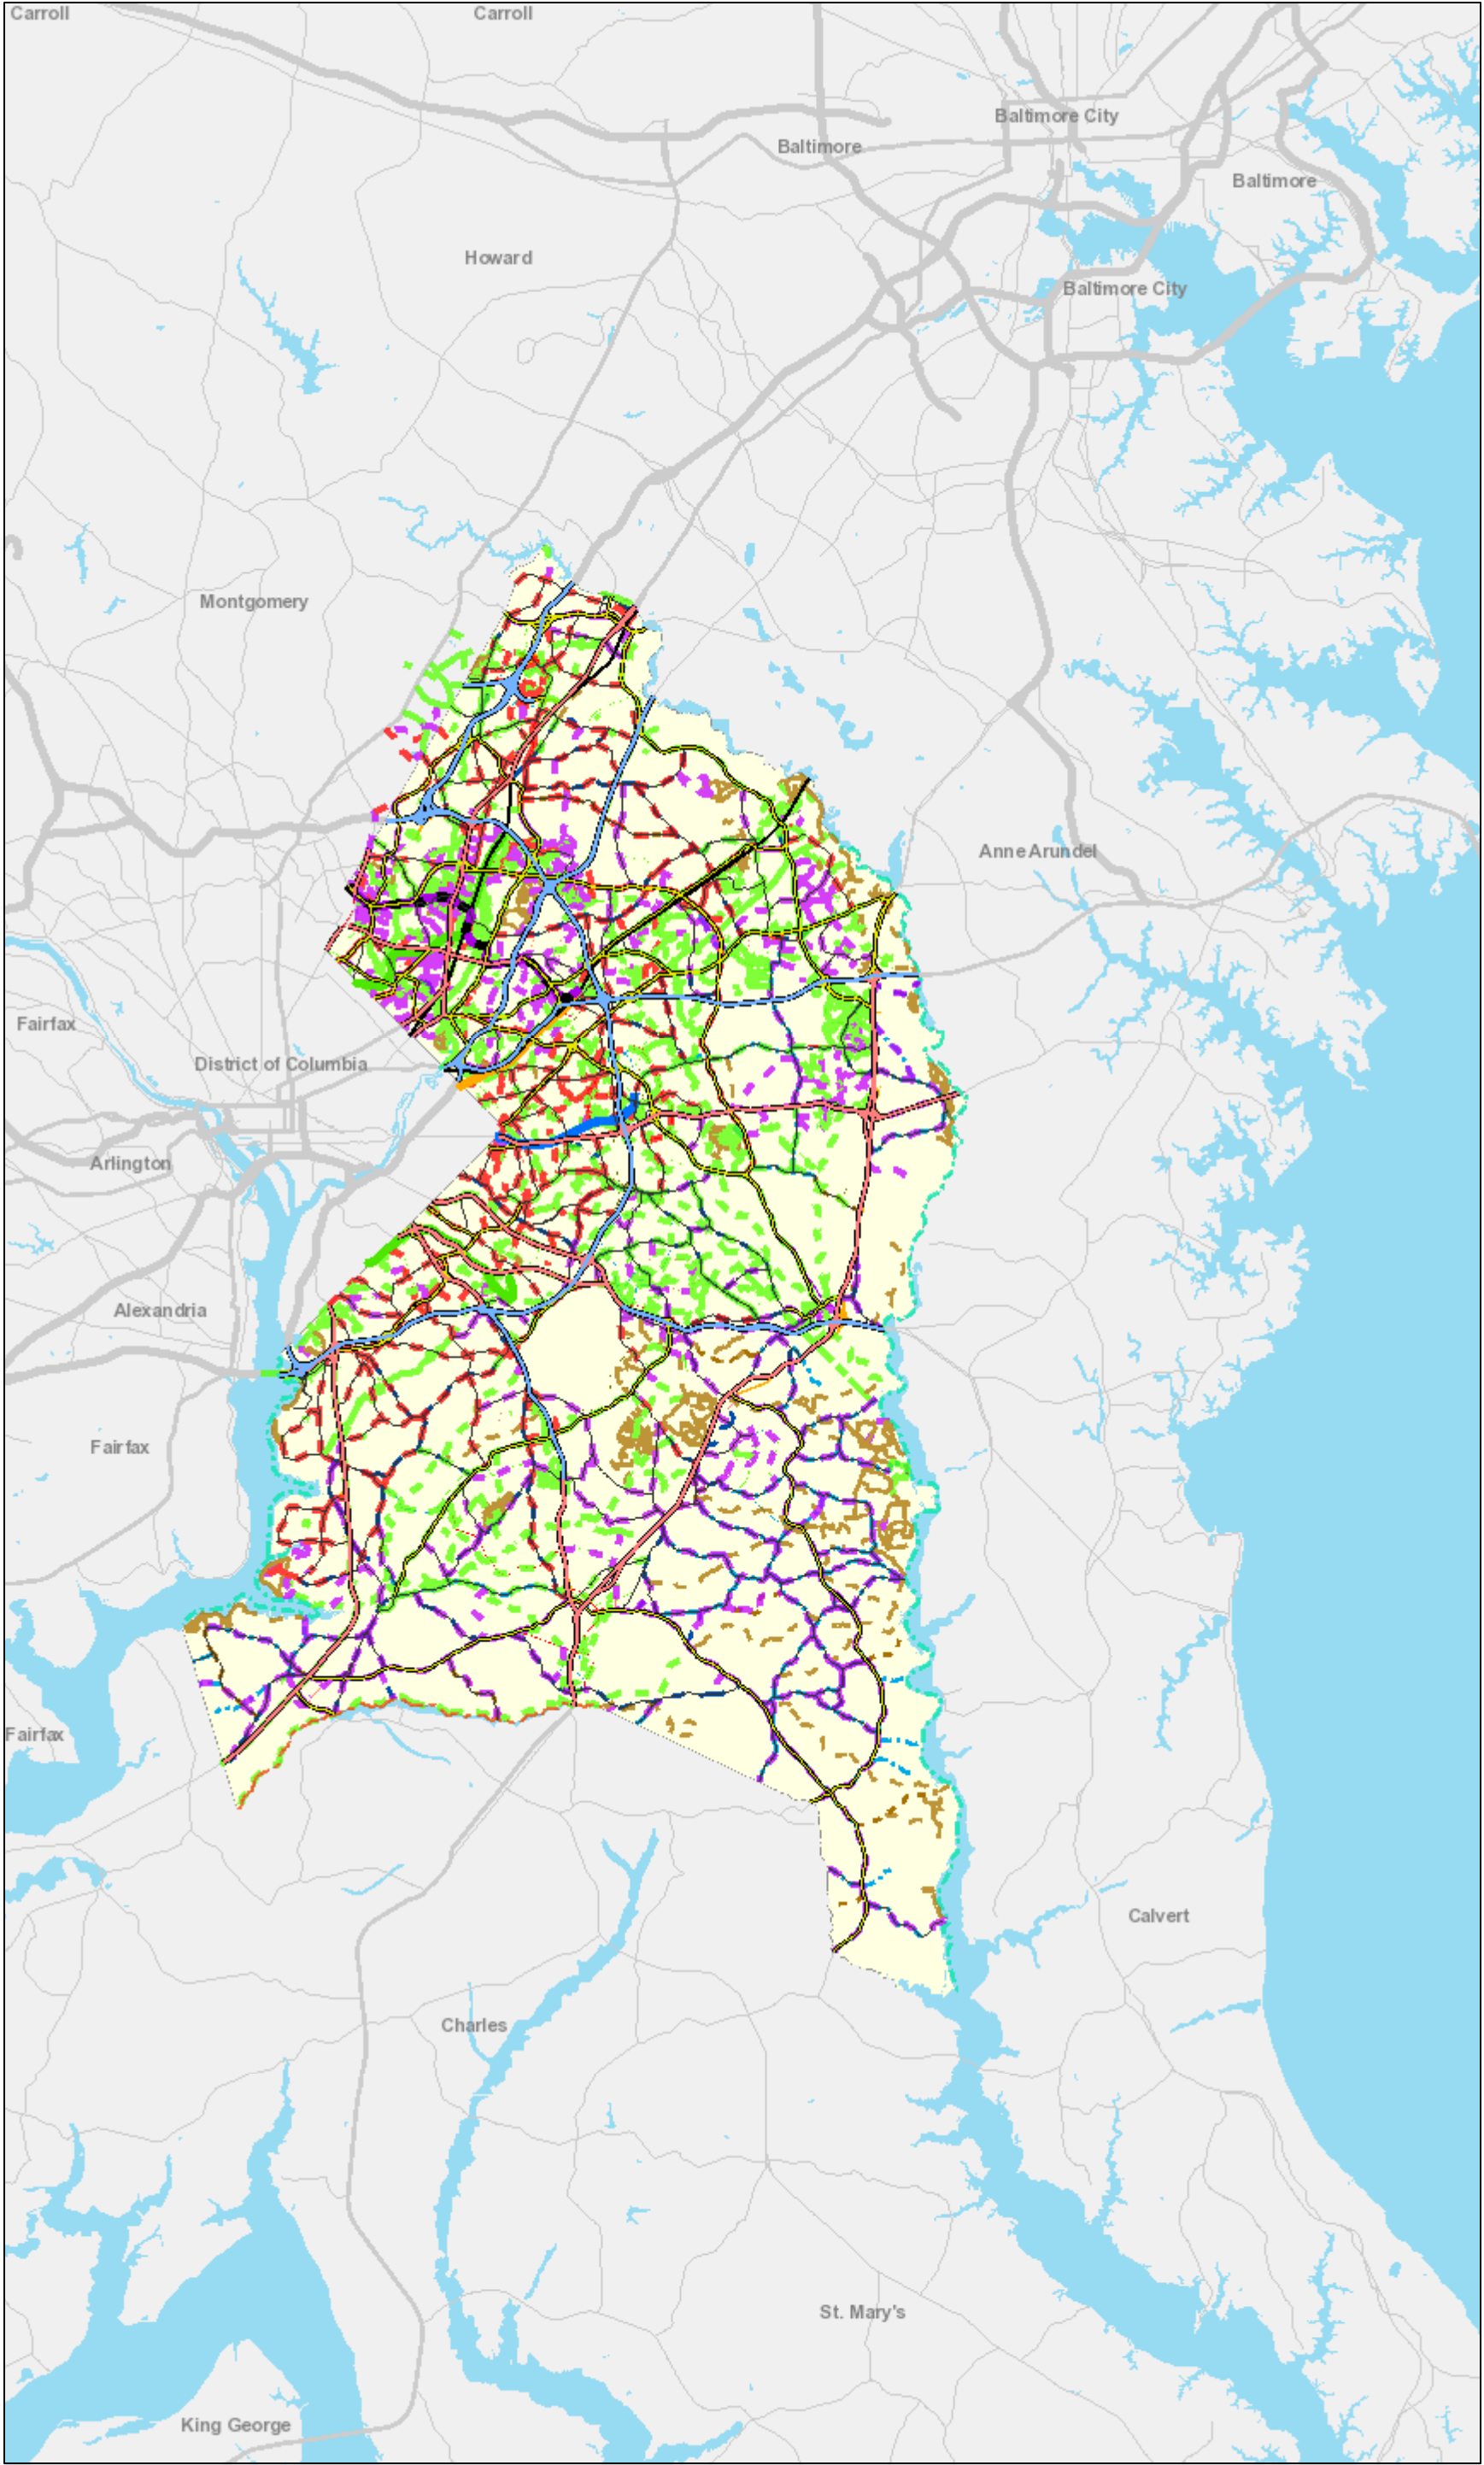 Carroll
Carroll
Baltimore City
Baltimore
Baltimore
Howard
Baltimore City
Montgomery
Anne Arundel
Fairfax
District of Columbia
Arlington
Alexandria
Fairfax
Fairfax
Calvert
Charles
St. Mary's
King George